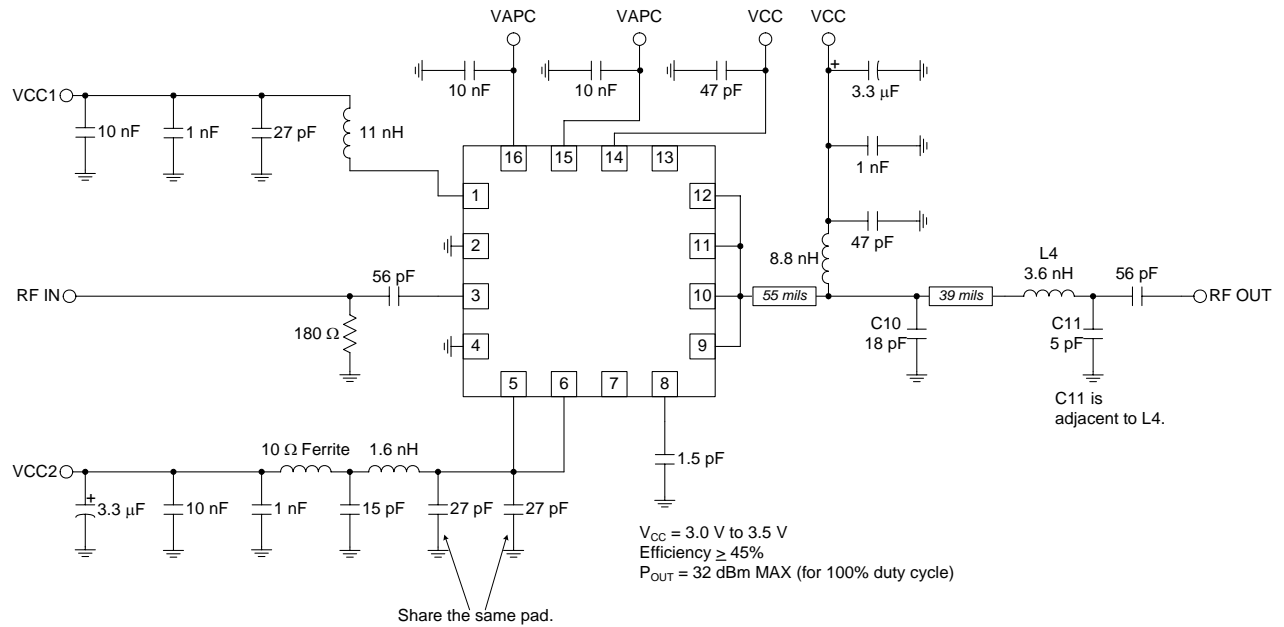 VAPC
VAPC
VCC
VCC
10 nF
10 nF
47 pF
+
3.3 μF
VCC1
10 nF
1 nF
27 pF
11 nH
1 nF
16
15
14
13
1
12
47 pF
2
11
8.8 nH
56 pF
RF IN
3
10
55 mils
39 mils
L4
3.6 nH
56 pF
RF OUT
180 Ω
4
9
C10
18 pF
C11
5 pF
5
6
7
8
C11 is
adjacent to L4.
10 Ω Ferrite
1.6 nH
VCC2
+
3.3 μF
10 nF
1 nF
15 pF
27 pF
27 pF
1.5 pF
VCC = 3.0 V to 3.5 V
Efficiency ≥ 45%
POUT = 32 dBm MAX (for 100% duty cycle)
Share the same pad.